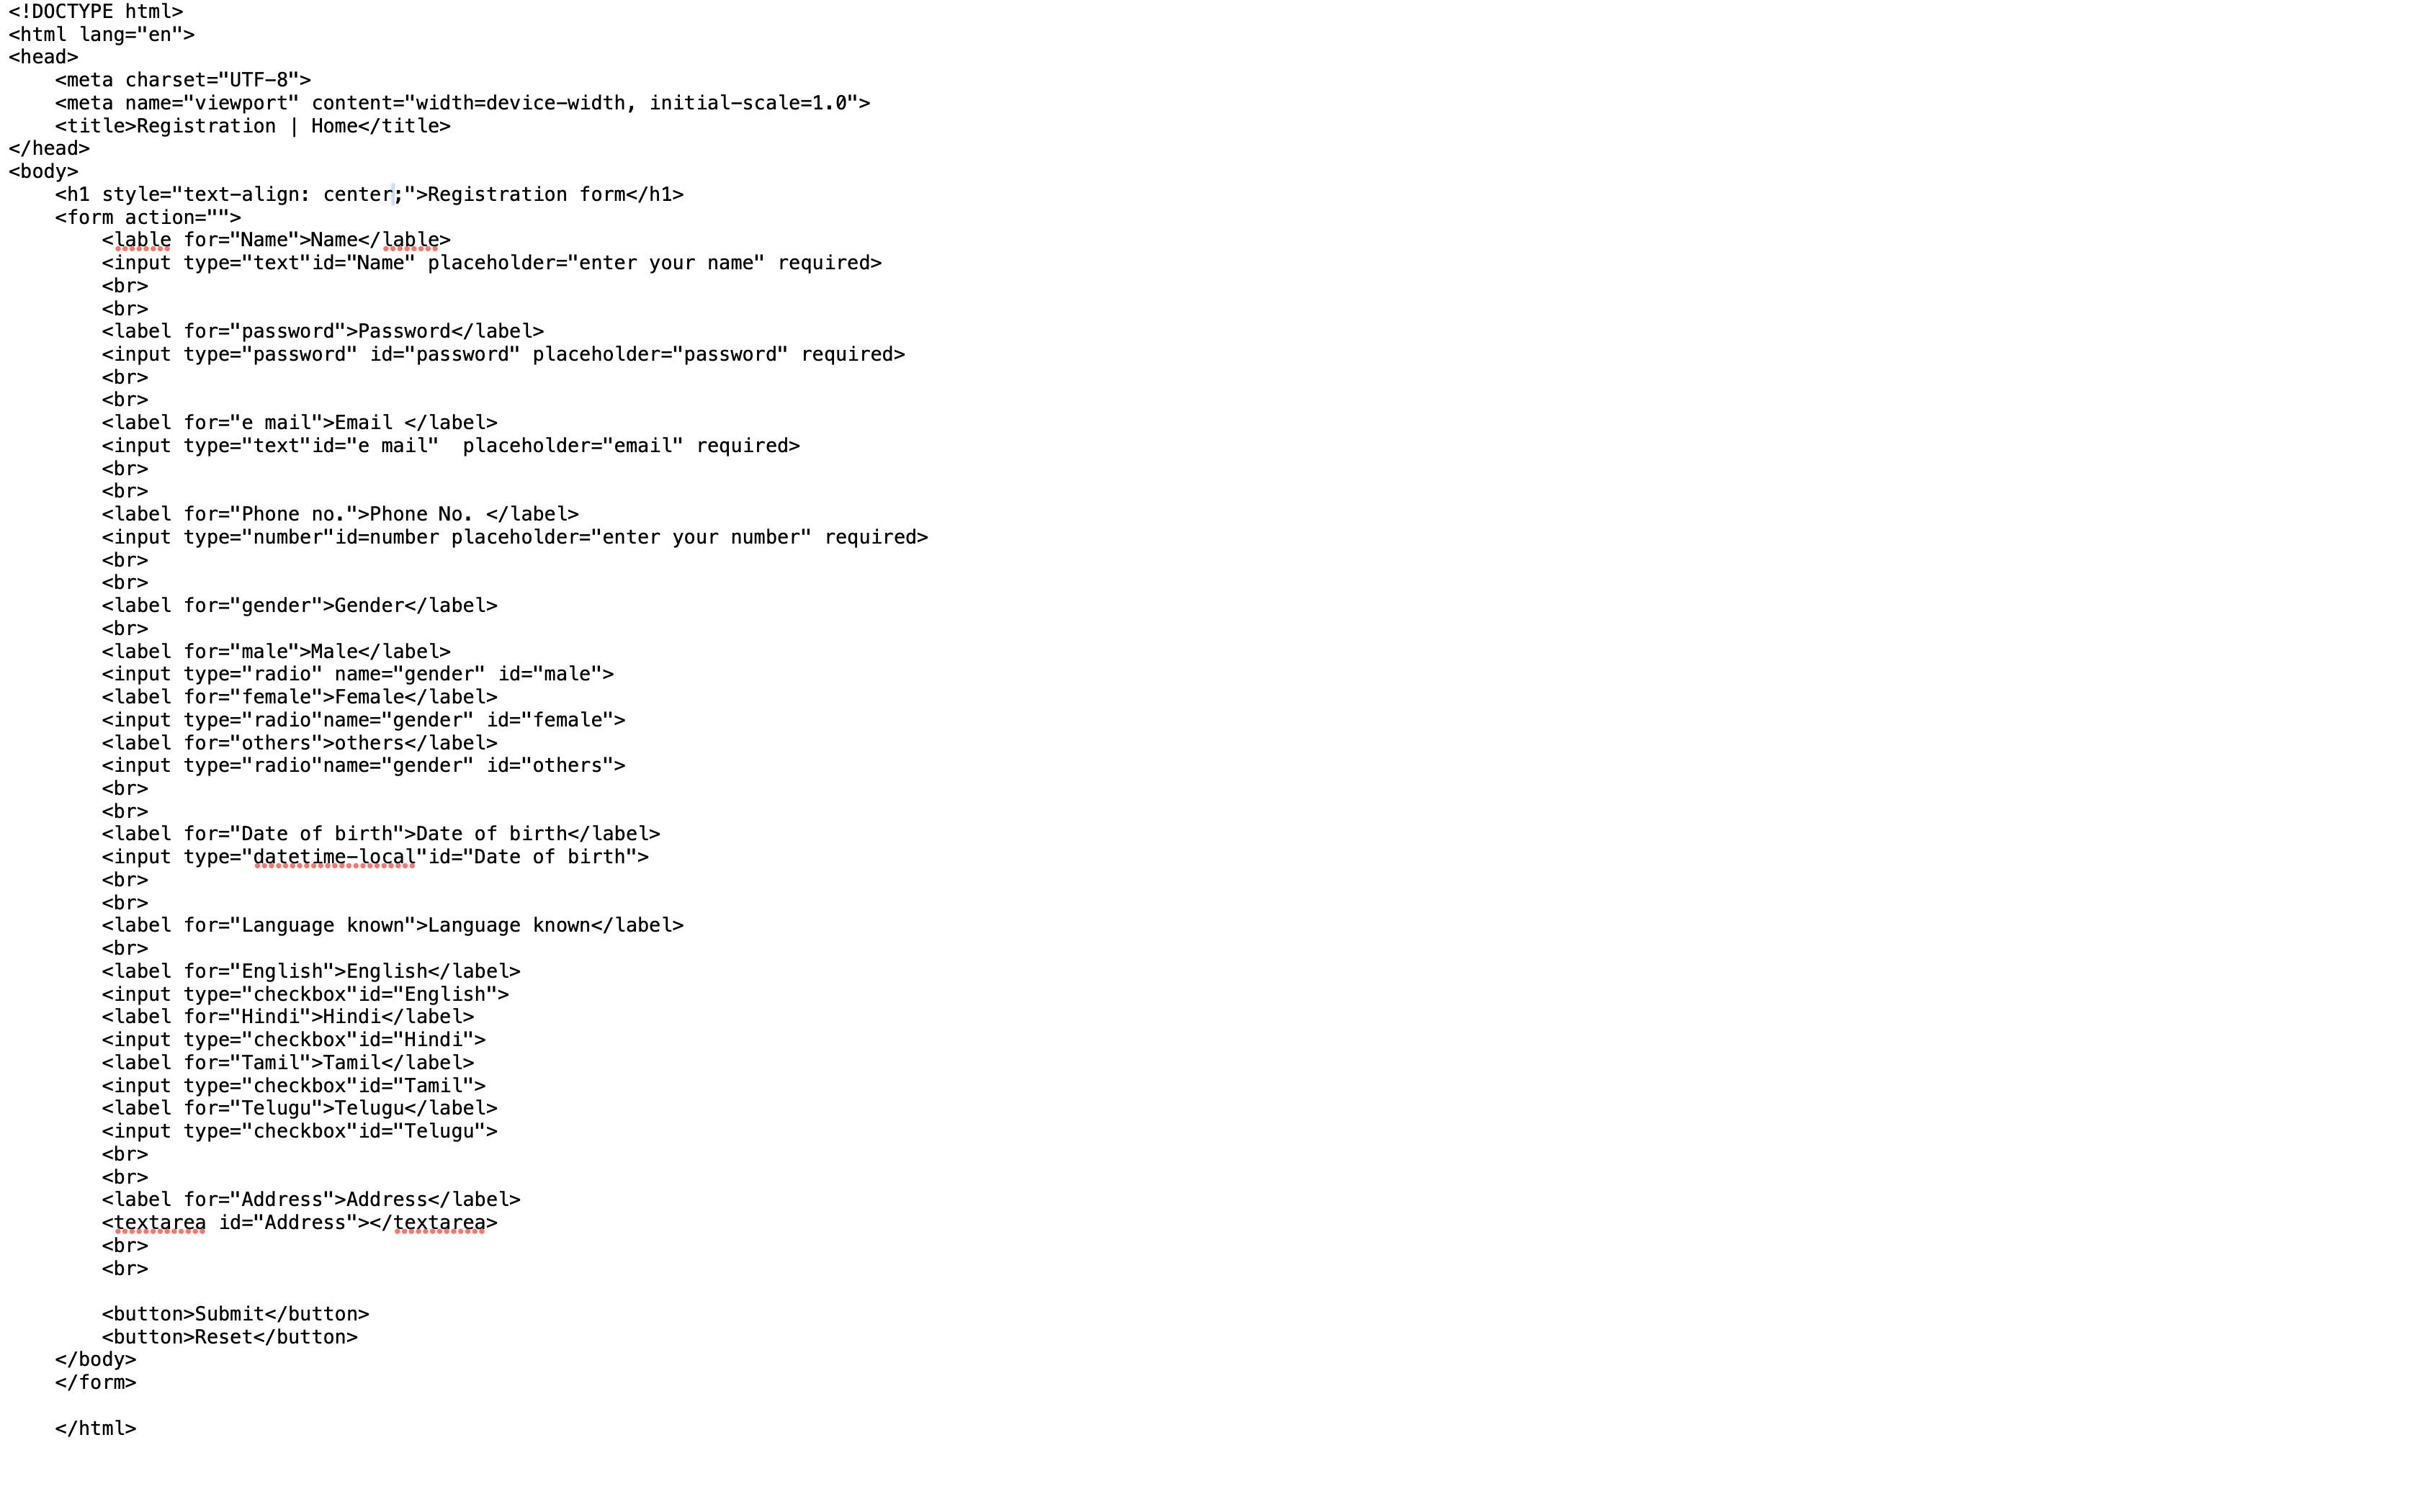 <!DOCTYPE html>
<html lang="en">
<head>
    <meta charset="UTF-8">
    <meta name="viewport" content="width=device-width, initial-scale=1.0">
    <title>Registration | Home</title>
</head>
<body>
    <h1 style="text-align: center;">Registration form</h1>
    <form action="">
        <lable for="Name">Name</lable>
        <input type="text"id="Name" placeholder="enter your name" required>
        <br>
        <br>
        <label for="password">Password</label>
        <input type="password" id="password" placeholder="password" required>
        <br>
        <br>
        <label for="e mail">Email </label>
        <input type="text"id="e mail"  placeholder="email" required>
        <br>
        <br>
        <label for="Phone no.">Phone No. </label>
        <input type="number"id=number placeholder="enter your number" required>
        <br>
        <br>
        <label for="gender">Gender</label>
        <br>
        <label for="male">Male</label>
        <input type="radio" name="gender" id="male">
        <label for="female">Female</label>
        <input type="radio"name="gender" id="female">
        <label for="others">others</label>
        <input type="radio"name="gender" id="others">
        <br>
        <br>
        <label for="Date of birth">Date of birth</label>
        <input type="datetime-local"id="Date of birth">
        <br>
        <br>
        <label for="Language known">Language known</label>
        <br>
        <label for="English">English</label>
        <input type="checkbox"id="English">
        <label for="Hindi">Hindi</label>
        <input type="checkbox"id="Hindi">
        <label for="Tamil">Tamil</label>
        <input type="checkbox"id="Tamil">
        <label for="Telugu">Telugu</label>
        <input type="checkbox"id="Telugu">
        <br>
        <br>
        <label for="Address">Address</label>
        <textarea id="Address"></textarea>
        <br>
        <br>

        <button>Submit</button>
        <button>Reset</button>
    </body>
    </form>

    </html>